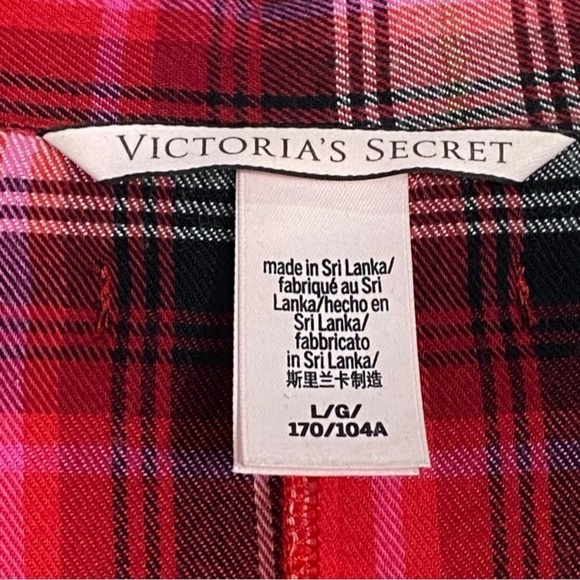 VICTORIA'S SECRET
made in Sri Lanka/
fabriqué au Sri
Lanka/hecho en
Sri Lanka/
fabbricato
in Sri Lanka/
斯里兰卡制造
L/G/
170/104A